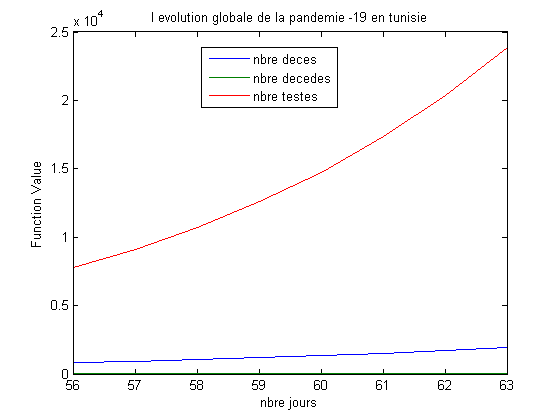 l evolution globale de la pandemie -19 en tunisie
x 10^4
2.5
2
1.5
1
0.5
0
Function Value
nbre deces
nbre decedes
nbre testes
56 57 58 59 60 61 62 63
nbre jours